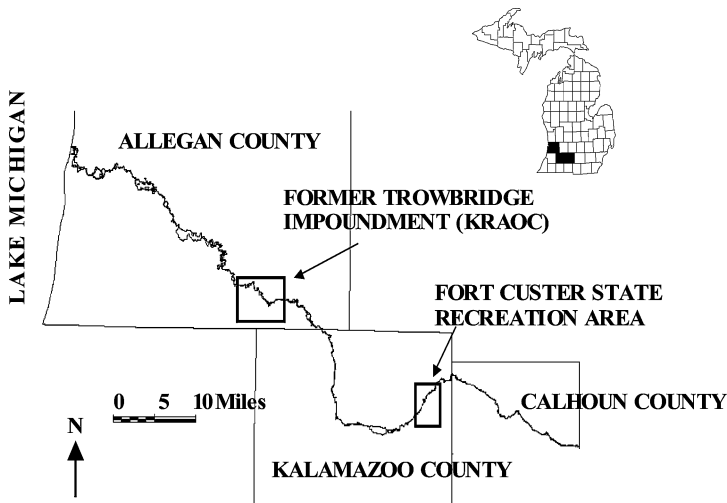 LAKE MICHIGAN
ALLEGAN COUNTY
FORMER TROWBRIDGE
IMPOUNDMENT (KRAOC)
FORT CUSTER STATE
RECREATION AREA
0 5 10 Miles
CALHOUN COUNTY
N
KALAMAZOO COUNTY